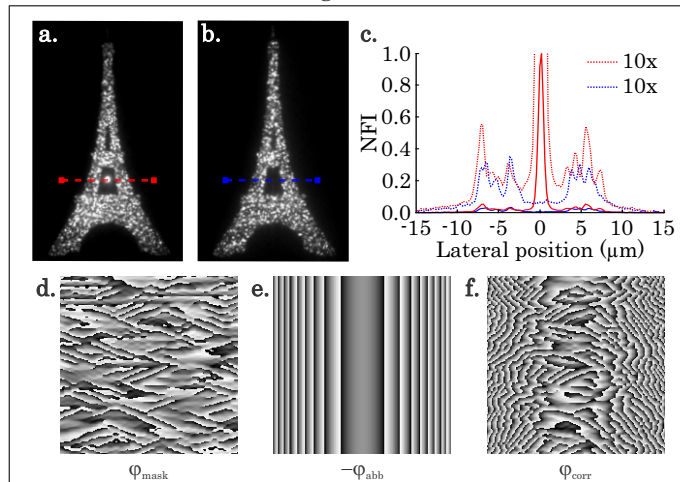 a.
b.
c.
10x
10x
NFI
1.0
0.8
0.6
0.4
0.2
0.0
-15 -10 -5 0 5 10 15
Lateral position (µm)
d.
e.
f.
φmask
−φabb
φcorr